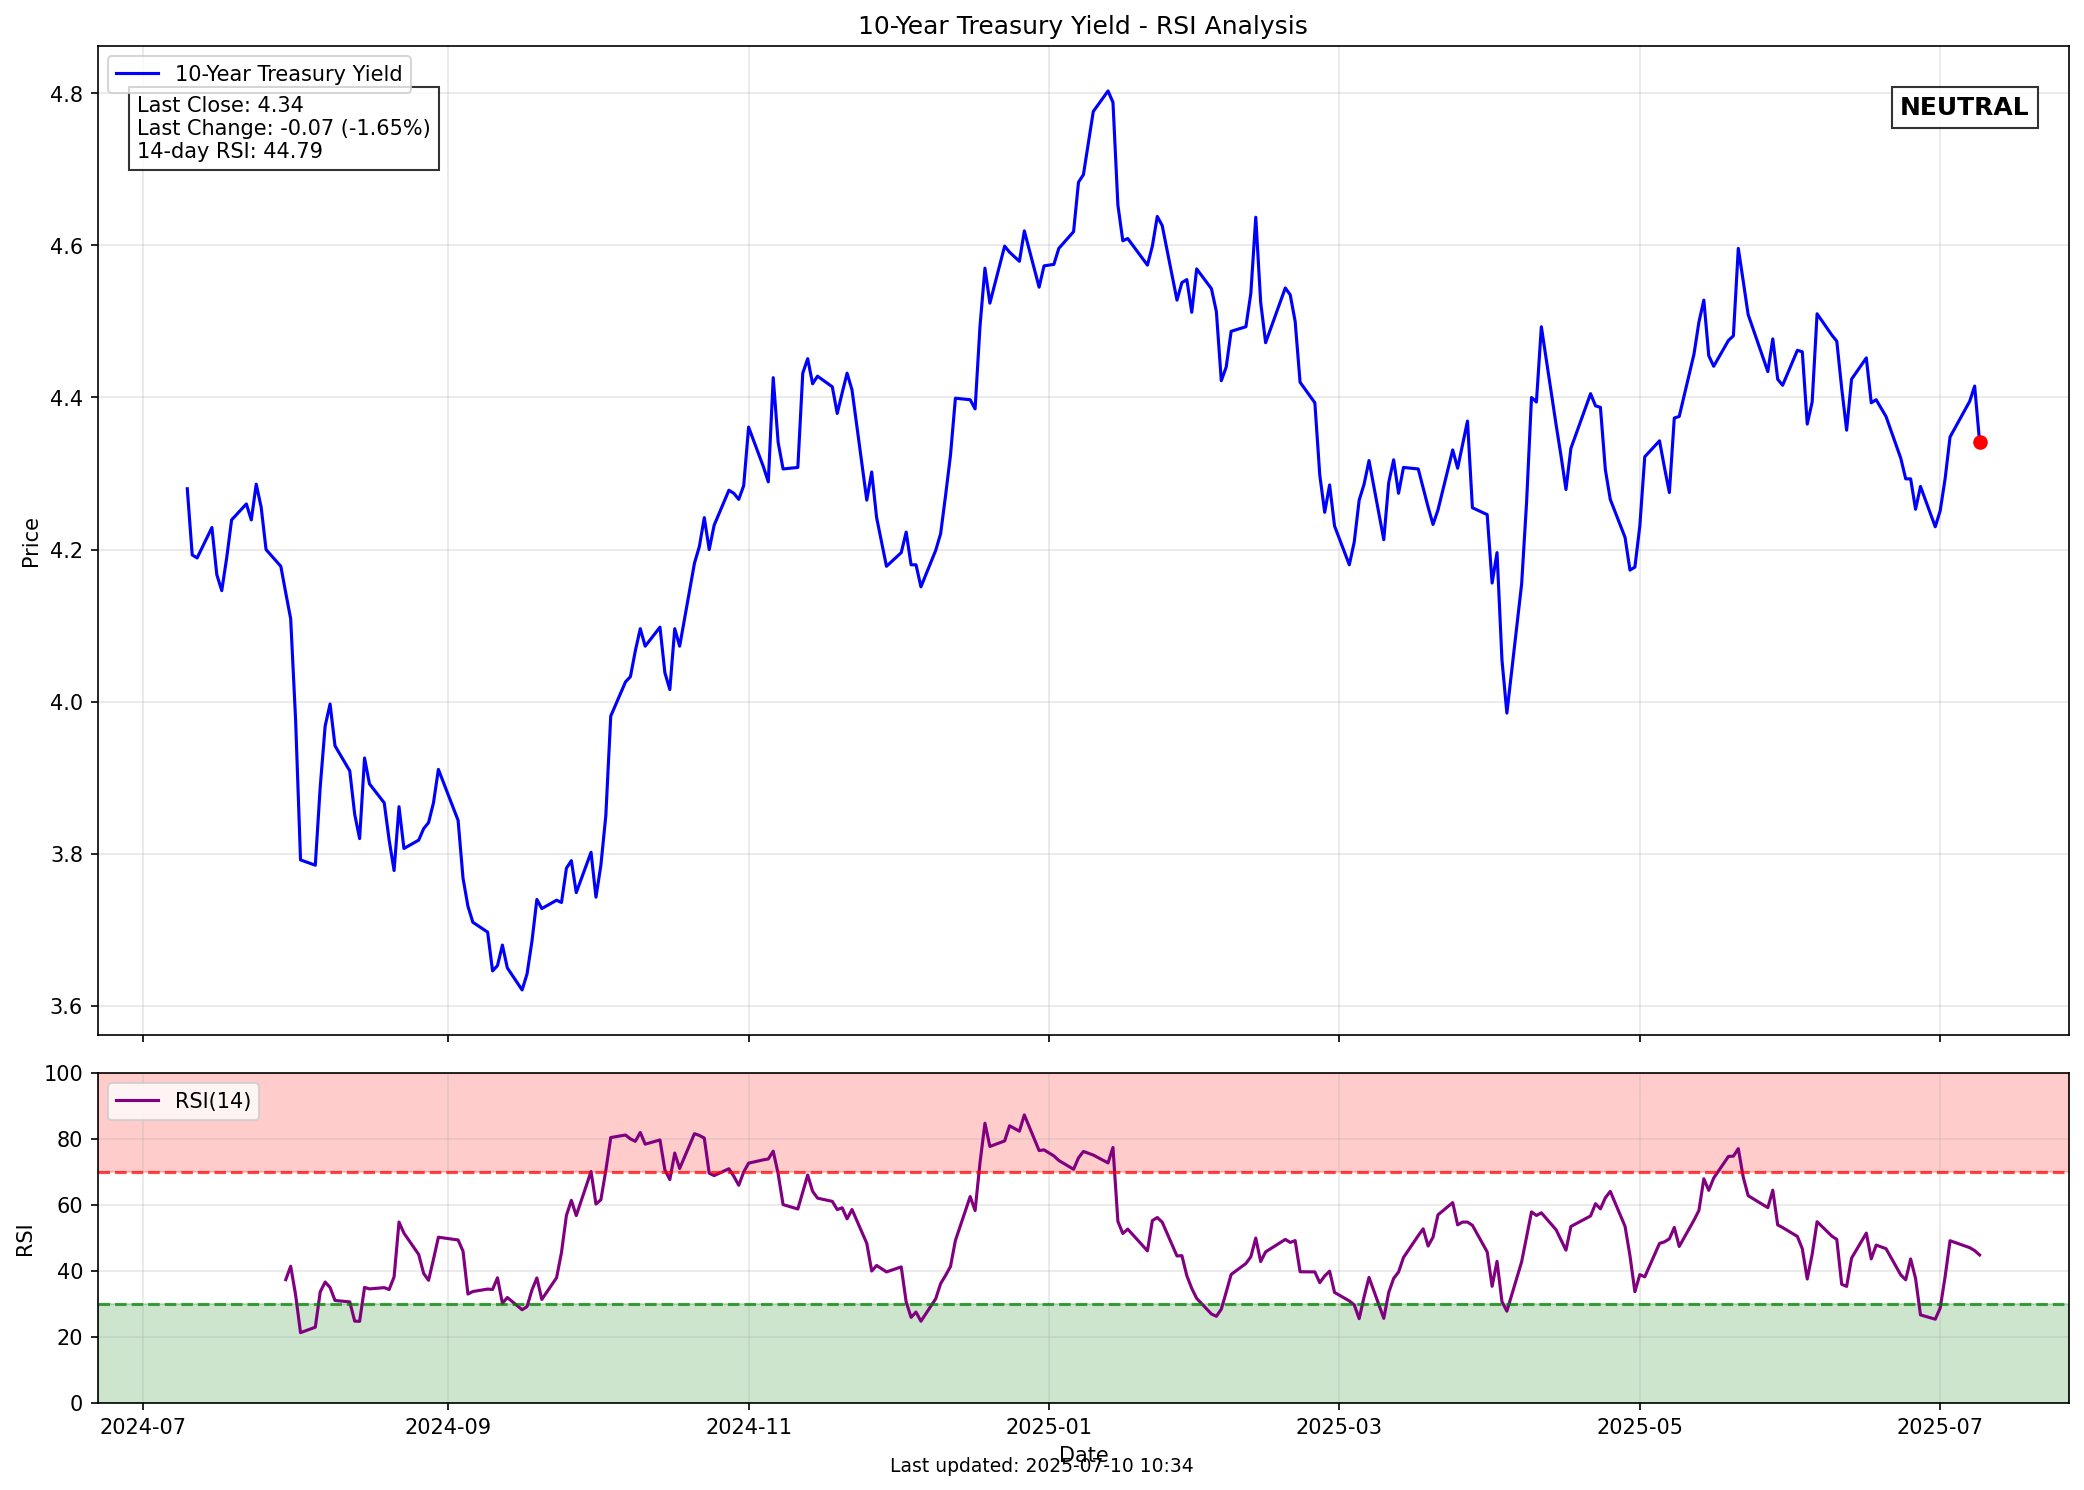 10-Year Treasury Yield - RSI Analysis
10-Year Treasury Yield
Last Close: 4.34
Last Change: -0.07 (-1.65%)
14-day RSI: 44.79
NEUTRAL
Price
4.8
4.6
4.4
4.2
4.0
3.8
3.6
RSI(14)
RSI
100
80
60
40
20
0
2024-07 2024-09 2024-11 2025-01 2025-03 2025-05 2025-07
Date
Last updated: 2025-07-10 10:34